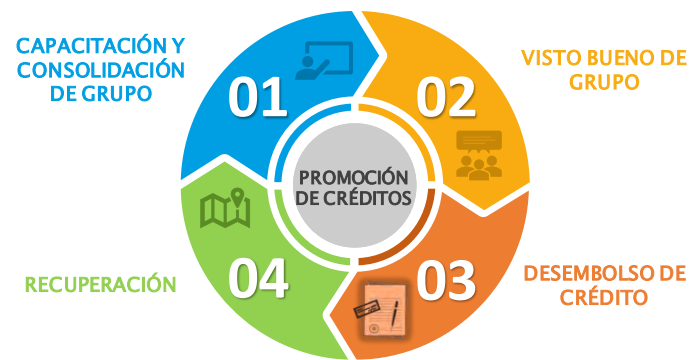 CAPACITACIÓN Y
CONSOLIDACIÓN
DE GRUPO
01
02
VISTO BUENO DE
GRUPO
PROMOCIÓN
DE CRÉDITOS
RECUPERACIÓN
04
03
DESEMBOLSO DE
CRÉDITO